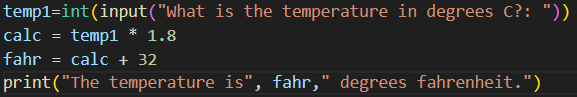 temp1=int(input("What is the temperature in degrees C?: "))
calc = temp1 * 1.8
fahr = calc + 32
print("The temperature is", fahr," degrees fahrenheit.")